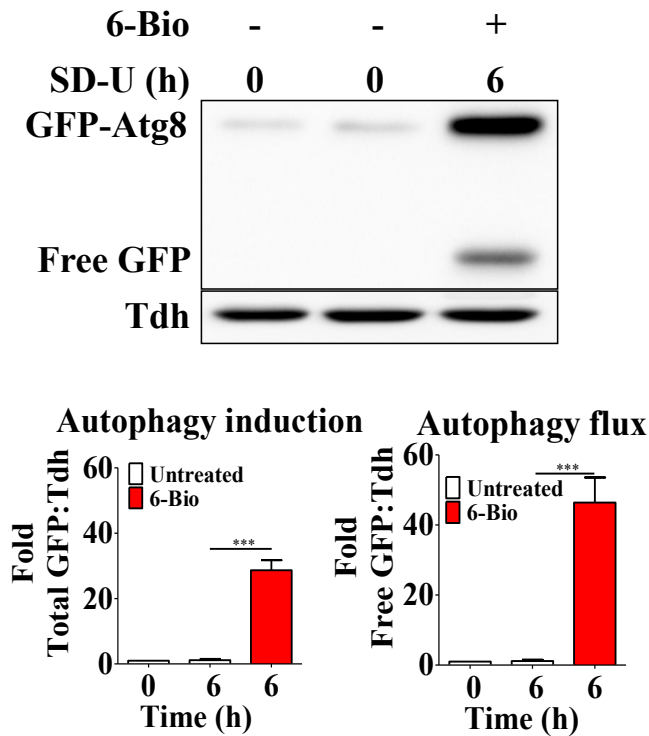 6-Bio - - +
SD-U (h) 0 0 6
GFP-Atg8
Free GFP
Tdh
Autophagy induction
Fold
Total GFP:Tdh
60
40
20
0
Untreated
6-Bio
***
0 6 6
Time (h)
Autophagy flux
Fold
Free GFP:Tdh
60
40
20
0
Untreated
6-Bio
***
0 6 6
Time (h)